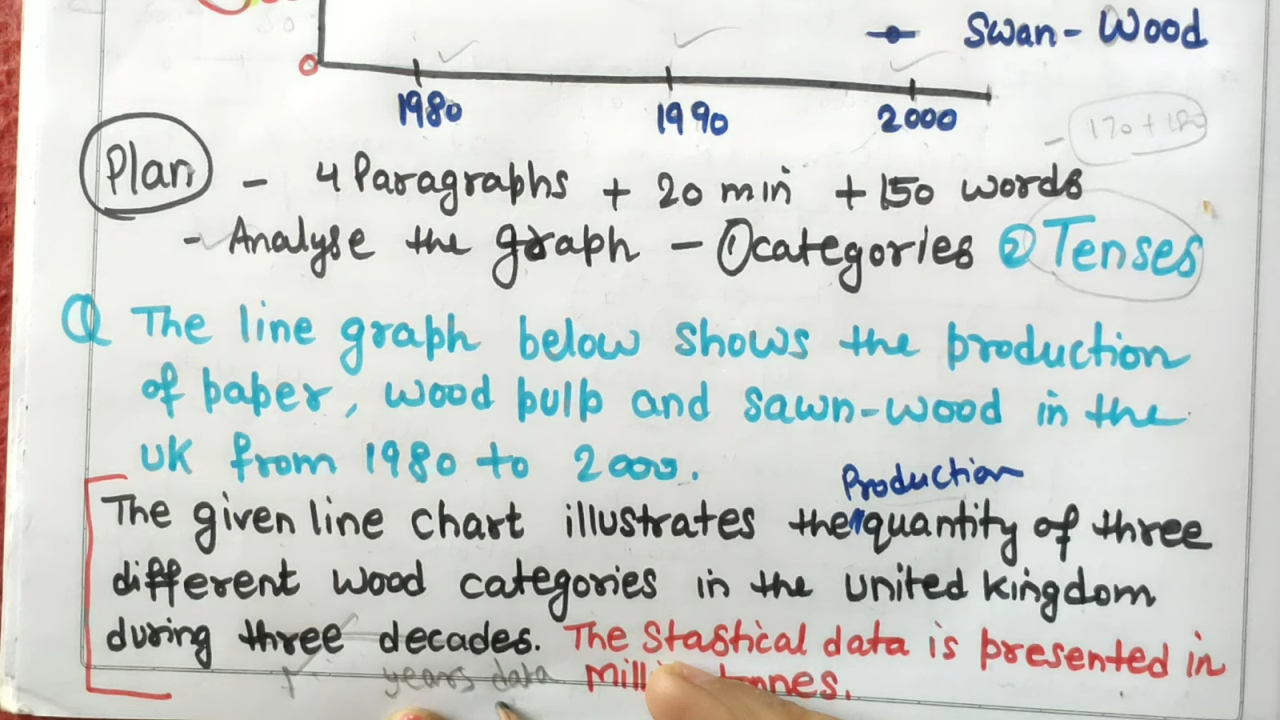 Swan-Wood
0
1980 1990 2000
Plan - 4 Paragraphs + 20 min + 150 words
- Analyse the graph - ① categories ② Tenses
Q The line graph below shows the production
of paper, wood pulp and sawn-wood in the
UK from 1980 to 2000.
Production
The given line chart illustrates the quantity of three
different wood categories in the united kingdom
during three decades. The Stastical data is presented in
years data